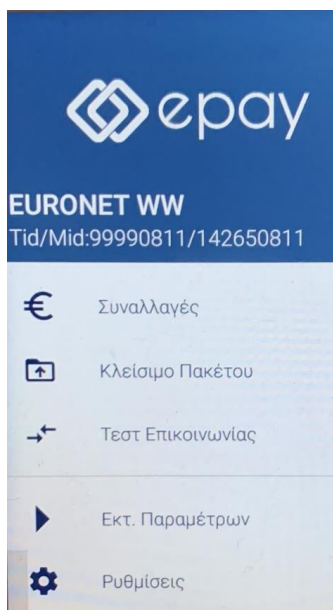 epay
EURONET WW
Tid/Mid:99990811/142650811
Συναλλαγές
Κλείσιμο Πακέτου
Τεστ Επικοινωνίας
Εκτ. Παραμέτρων
Ρυθμίσεις